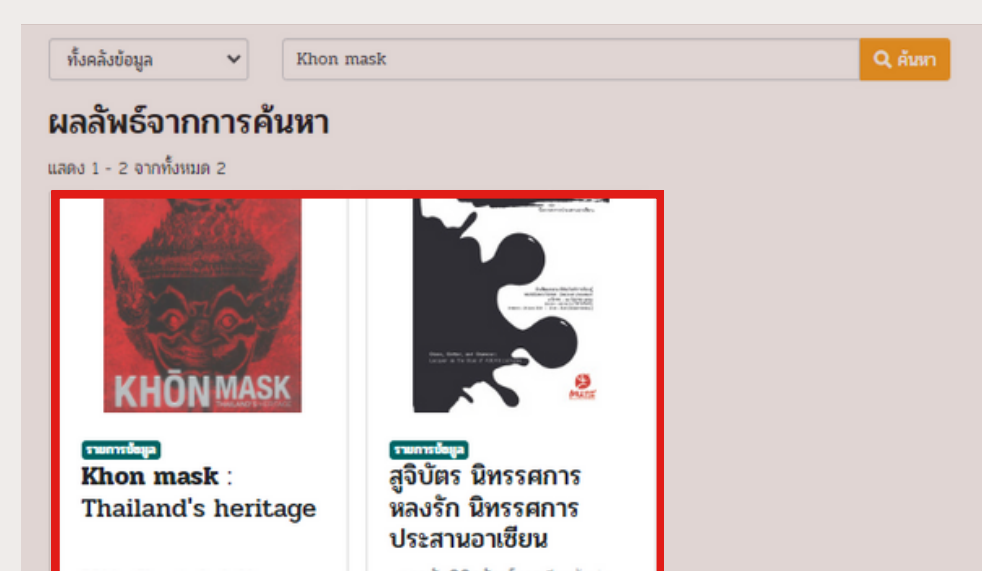 ทั้งคลังข้อมูล
Khon mask
ค้นหา
ผลลัพธ์จากการค้นหา
แสดง 1 - 2 จากทั้งหมด 2
KHŌN MASK
THAILAND'S HERITAGE
รายการข้อมูล
Khon mask :
Thailand's heritage
รายการข้อมูล
สูจิบัตร นิทรรศการ
หลงรัก นิทรรศการ
ประสานอาเซียน